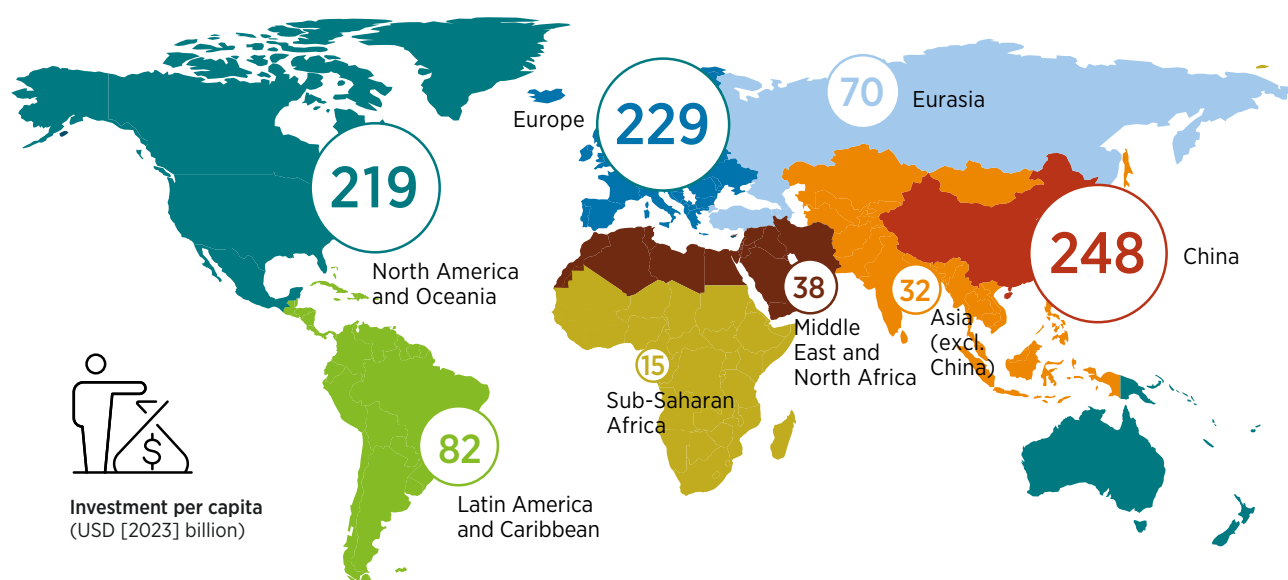 70
Eurasia
Europe
229
219
248
China
North America
and Oceania
38
32
Middle
East and
North Africa
Asia
(excl.
China)
15
Sub-Saharan
Africa
82
Latin America
and Caribbean
$
Investment per capita
(USD [2023] billion)